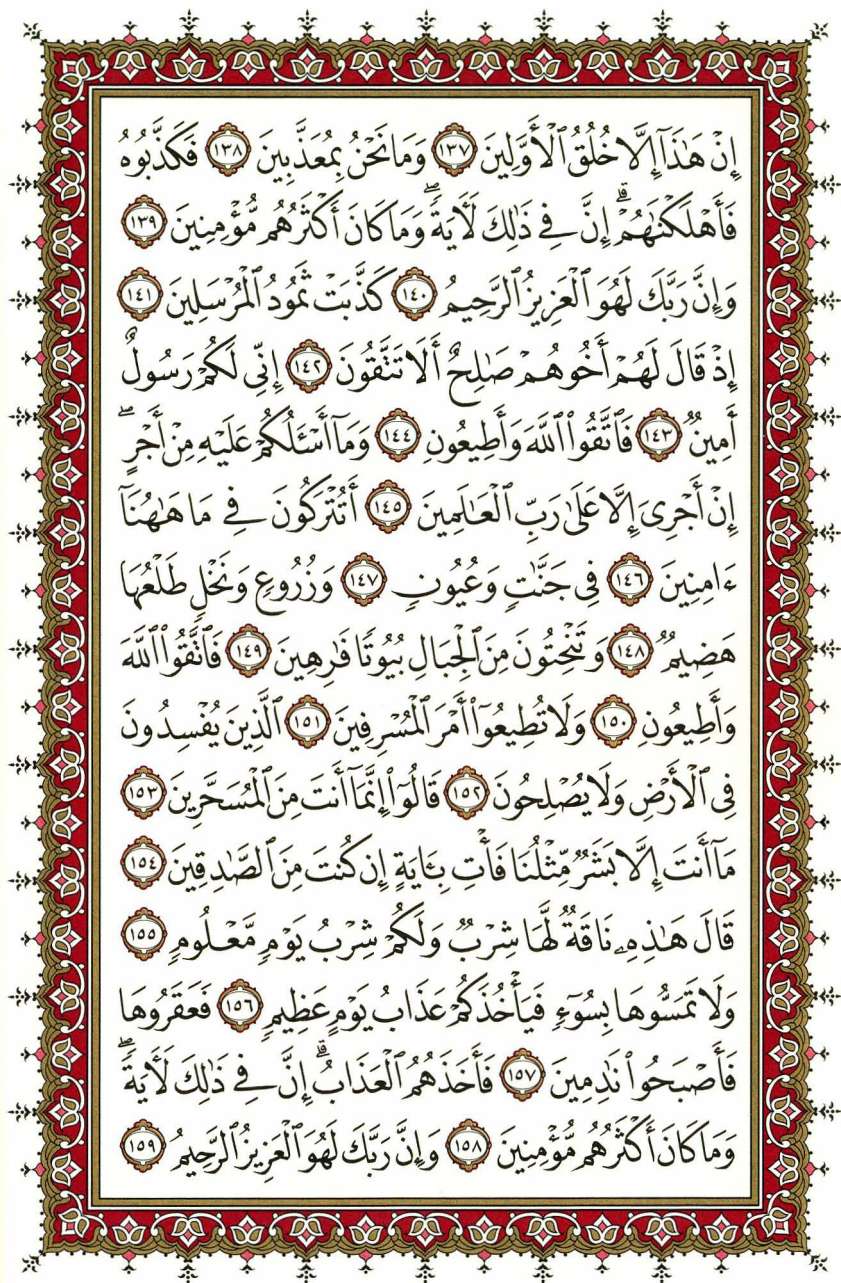 إِنْ هَٰذَآ إِلَّا خُلُقُ ٱلْأَوَّلِينَ ١٣٧ وَمَا نَحْنُ بِمُعَذَّبِينَ ١٣٨ فَكَذَّبُوهُ
فَأَهْلَكْنَٰهُمْ ۗ إِنَّ فِى ذَٰلِكَ لَءَايَةً ۖ وَمَا كَانَ أَكْثَرُهُم مُّؤْمِنِينَ ١٣٩
وَإِنَّ رَبَّكَ لَهُوَ ٱلْعَزِيزُ ٱلرَّحِيمُ ١٤٠ كَذَّبَتْ ثَمُودُ ٱلْمُرْسَلِينَ ١٤١
إِذْ قَالَ لَهُمْ أَخُوهُمْ صَٰلِحٌ أَلَا تَتَّقُونَ ١٤٢ إِنِّى لَكُمْ رَسُولٌ
أَمِينٌ ١٤٣ فَٱتَّقُوا۟ ٱللَّهَ وَأَطِيعُونِ ١٤٤ وَمَآ أَسْـَٔلُكُمْ عَلَيْهِ مِنْ أَجْرٍ ۖ
إِنْ أَجْرِىَ إِلَّا عَلَىٰ رَبِّ ٱلْعَٰلَمِينَ ١٤٥ أَتُتْرَكُونَ فِى مَا هَٰهُنَآ
ءَامِنِينَ ١٤٦ فِى جَنَّٰتٍ وَعُيُونٍ ١٤٧ وَزُرُوعٍ وَنَخْلٍ طَلْعُهَا
هَضِيمٌ ١٤٨ وَتَنْحِتُونَ مِنَ ٱلْجِبَالِ بُيُوتًا فَٰرِهِينَ ١٤٩ فَٱتَّقُوا۟ ٱللَّهَ
وَأَطِيعُونِ ١٥٠ وَلَا تُطِيعُوٓا۟ أَمْرَ ٱلْمُسْرِفِينَ ١٥١ ٱلَّذِينَ يُفْسِدُونَ
فِى ٱلْأَرْضِ وَلَا يُصْلِحُونَ ١٥٢ قَالُوٓا۟ إِنَّمَآ أَنتَ مِنَ ٱلْمُسَحَّرِينَ ١٥٣
مَآ أَنتَ إِلَّا بَشَرٌ مِّثْلُنَا فَأْتِ بِـَٔايَةٍ إِن كُنتَ مِنَ ٱلصَّٰدِقِينَ ١٥٤
قَالَ هَٰذِهِۦ نَاقَةٌ لَّهَا شِرْبٌ وَلَكُمْ شِرْبُ يَوْمٍ مَّعْلُومٍ ١٥٥
وَلَا تَمَسُّوهَا بِسُوٓءٍ فَيَأْخُذَكُمْ عَذَابُ يَوْمٍ عَظِيمٍ ١٥٦ فَعَقَرُوهَا
فَأَصْبَحُوا۟ نَٰدِمِينَ ١٥٧ فَأَخَذَهُمُ ٱلْعَذَابُ ۗ إِنَّ فِى ذَٰلِكَ لَءَايَةً ۖ
وَمَا كَانَ أَكْثَرُهُم مُّؤْمِنِينَ ١٥٨ وَإِنَّ رَبَّكَ لَهُوَ ٱلْعَزِيزُ ٱلرَّحِيمُ ١٥٩